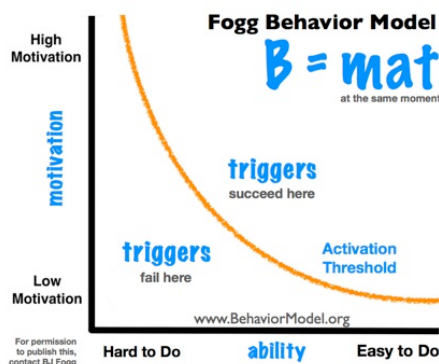 Fogg Behavior Model
B = mat
at the same moment
High
Motivation
motivation
triggers
succeed here
triggers
fail here
Activation
Threshold
Low
Motivation
www.BehaviorModel.org
For permission
to publish this,
contact BJ Fogg
Hard to Do
ability
Easy to Do